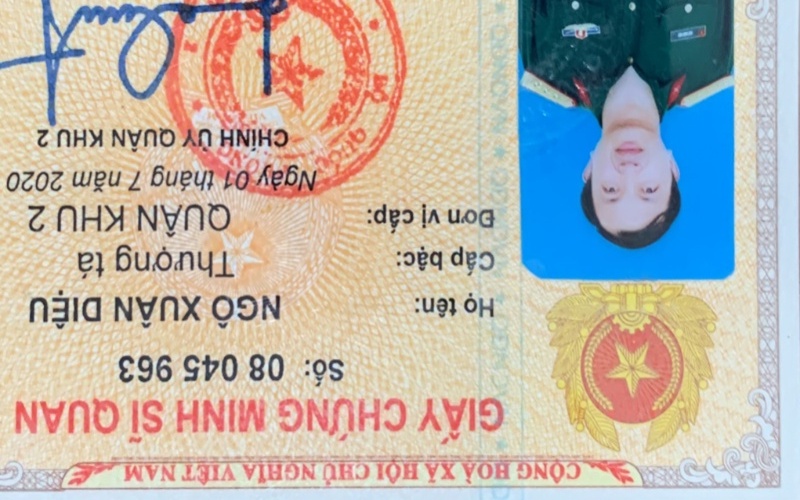 CỘNG HOÀ XÃ HỘI CHỦ NGHĨA VIỆT NAM
GIẤY CHỨNG MINH SĨ QUAN
Số: 08 045 963
Họ tên: NGÔ XUÂN DIỆU
Cấp bậc: Thượng tá
Đơn vị cấp: QUÂN KHU 2
Ngày 01 tháng 7 năm 2020
CHÍNH ỦY QUÂN KHU 2